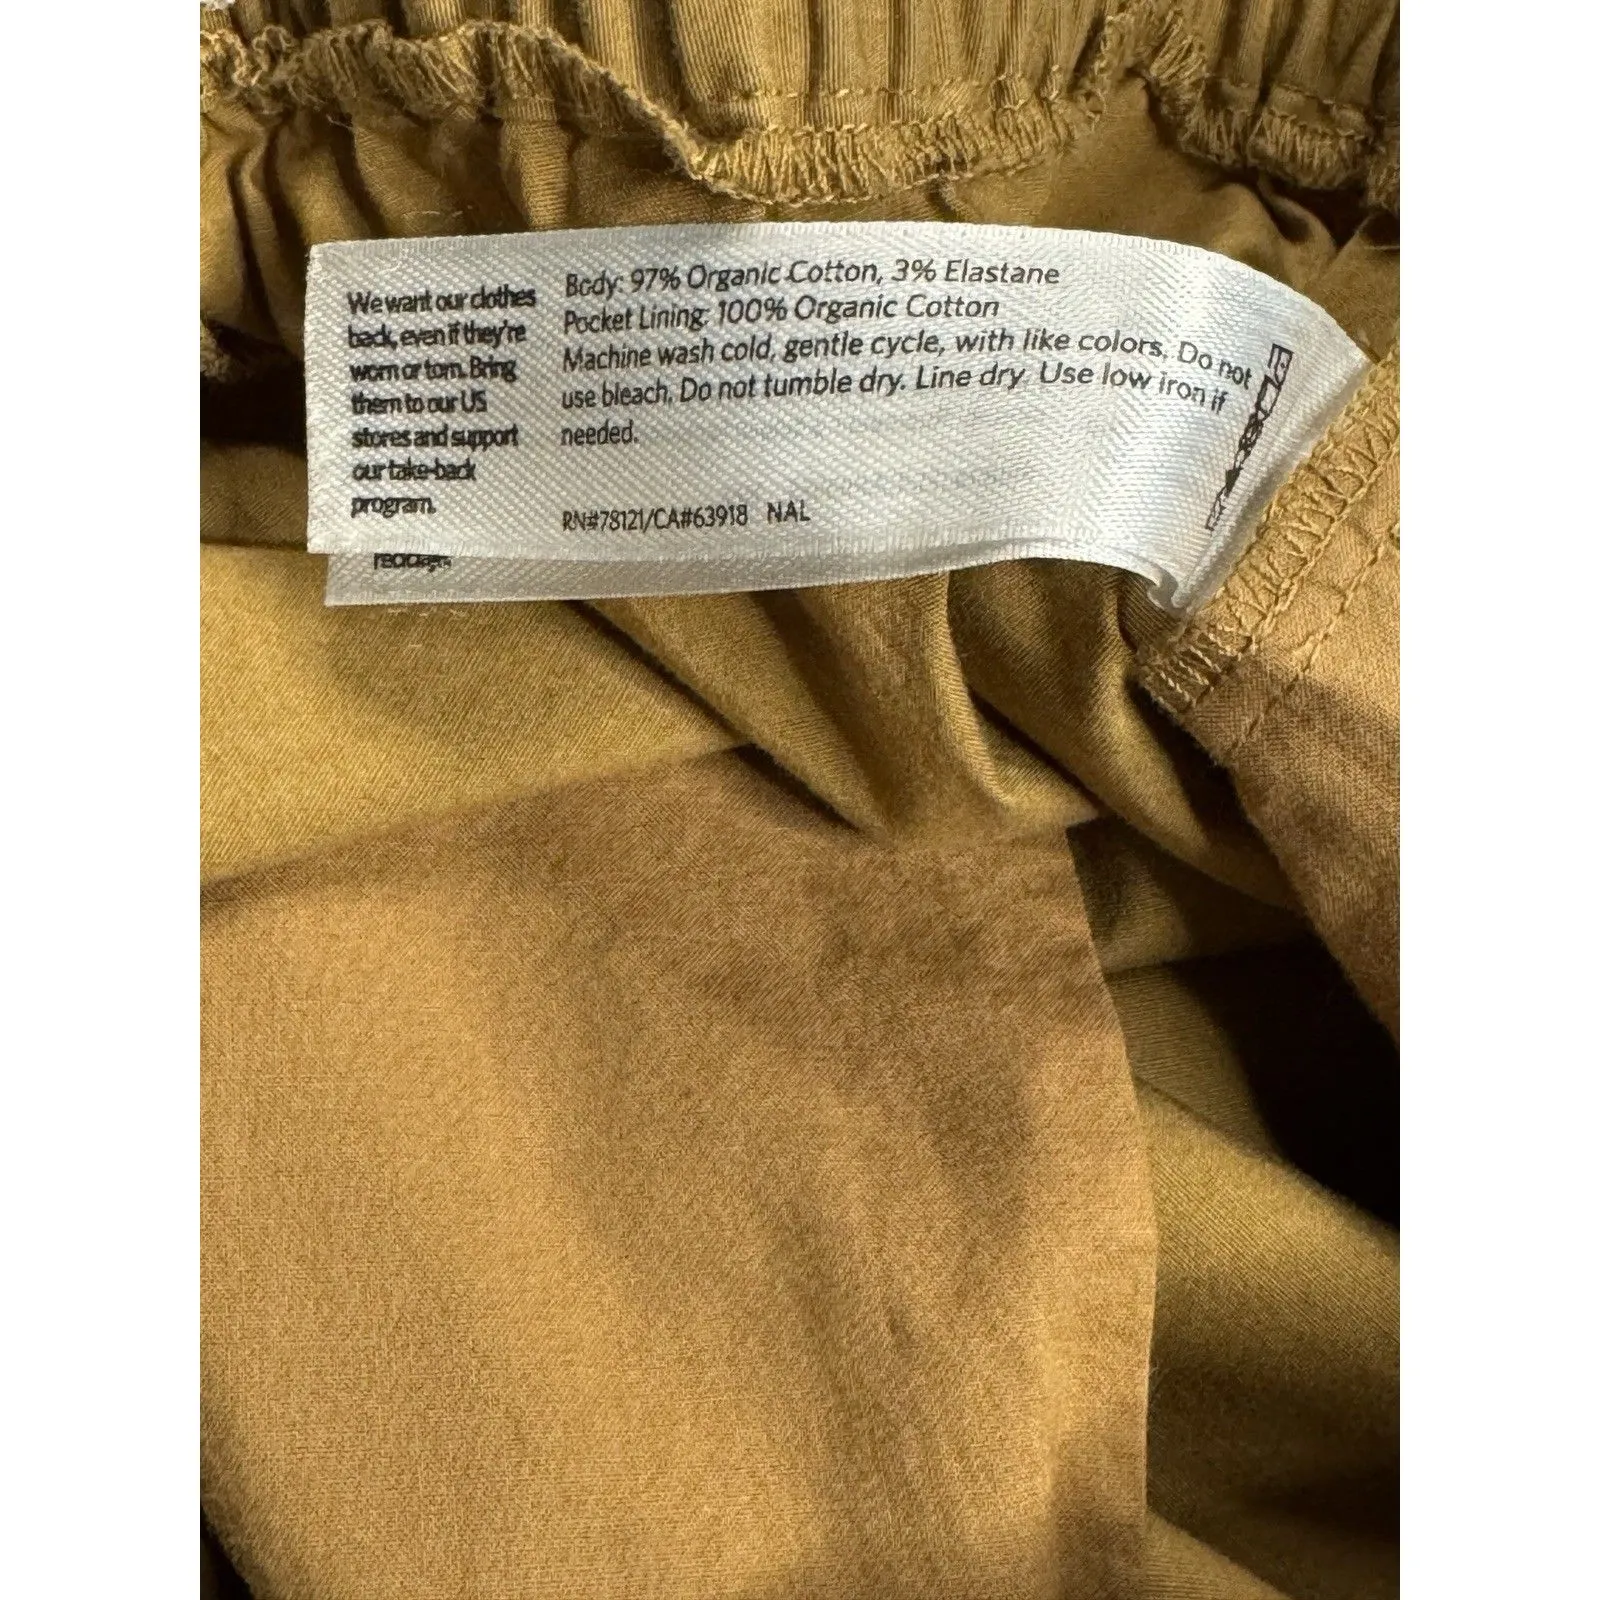 We want our clothes
back, even if they're
worn or torn. Bring
them to our US
stores and support
our take-back
program.
Body: 97% Organic Cotton, 3% Elastane
Pocket Lining: 100% Organic Cotton
Machine wash cold, gentle cycle, with like colors. Do not
use bleach. Do not tumble dry. Line dry. Use low iron if
needed.
RN#78121/CA#63918 NAL